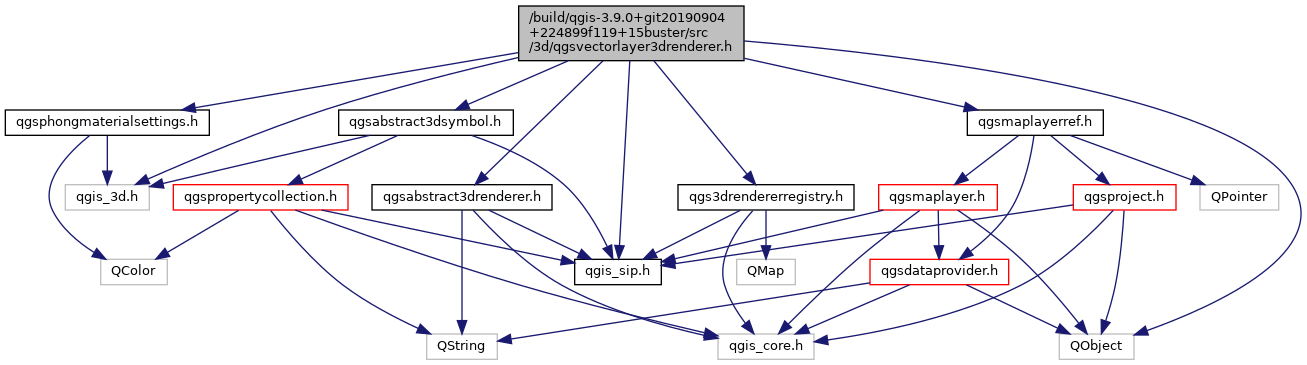 /build/qgis-3.9.0+git20190904
+224899f119+15buster/src
/3d/qgsvectorlayer3drenderer.h
qgsphongmaterialsettings.h
qgsabstract3dsymbol.h
qgsmaplayerref.h
qgis_3d.h
qgspropertycollection.h
qgsabstract3drenderer.h
qgs3drendererregistry.h
qgsmaplayer.h
qgsproject.h
QPointer
QColor
qgis_sip.h
QMap
qgsdataprovider.h
QString
qgis_core.h
QObject